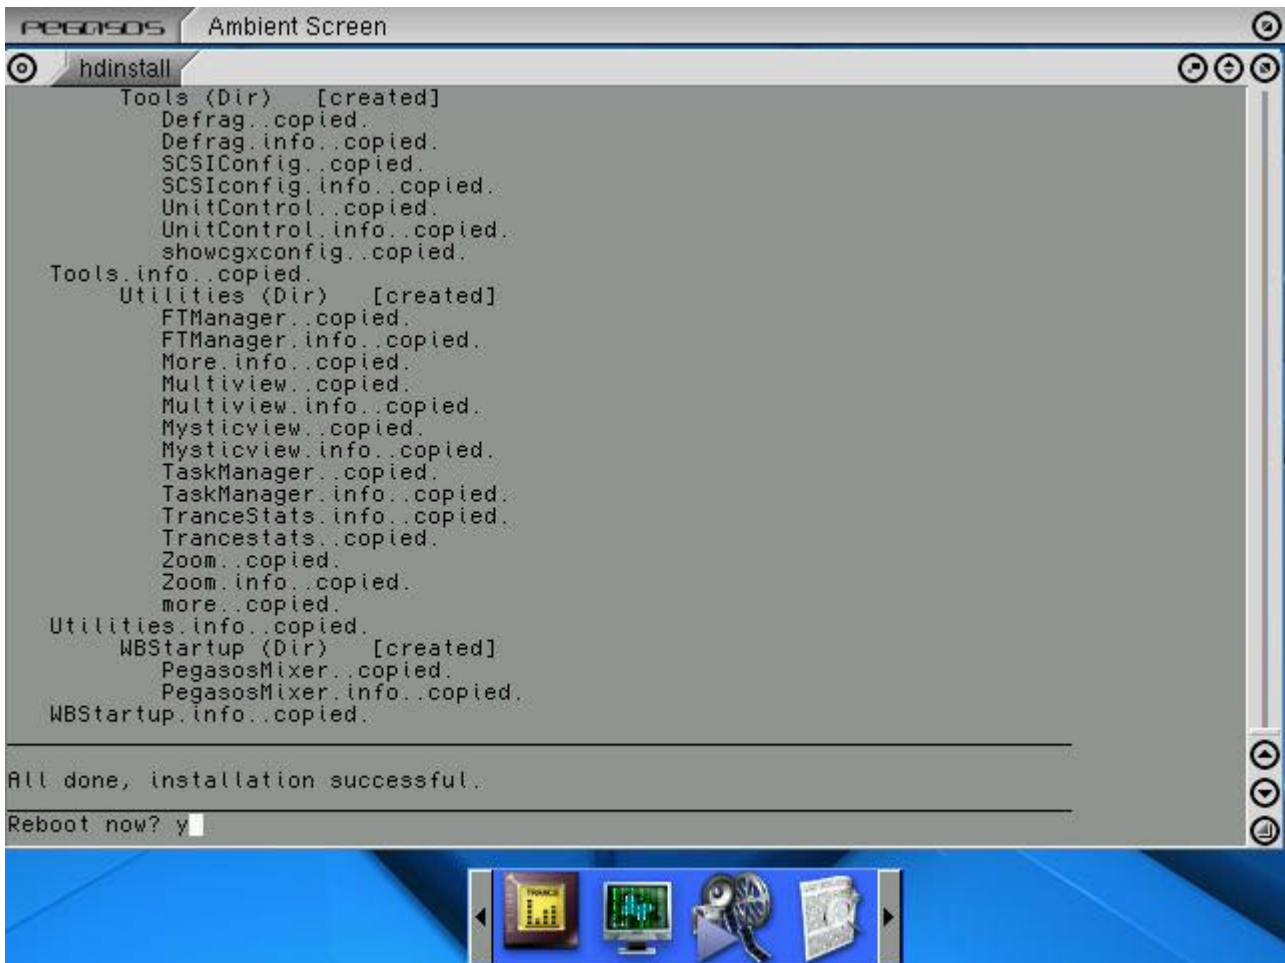 PEGASOS Ambient Screen
hdinstall
Tools (Dir) [created]
Defrag..copied.
Defrag.info..copied.
SCSIConfig..copied.
SCSIconfig.info..copied.
UnitControl..copied.
UnitControl.info..copied.
showcgxconfig..copied.
Tools.info..copied.
Utilities (Dir) [created]
FTManager..copied.
FTManager.info..copied.
More.info..copied.
Multiview..copied.
Multiview.info..copied.
Mysticview..copied.
Mysticview.info..copied.
TaskManager..copied.
TaskManager.info..copied.
TranceStats.info..copied.
Trancestats..copied.
Zoom..copied.
Zoom.info..copied.
more..copied.
Utilities.info..copied.
WBStartup (Dir) [created]
PegasosMixer..copied.
PegasosMixer.info..copied.
WBStartup.info..copied.
All done, installation successful.
Reboot now? y
TRANCE